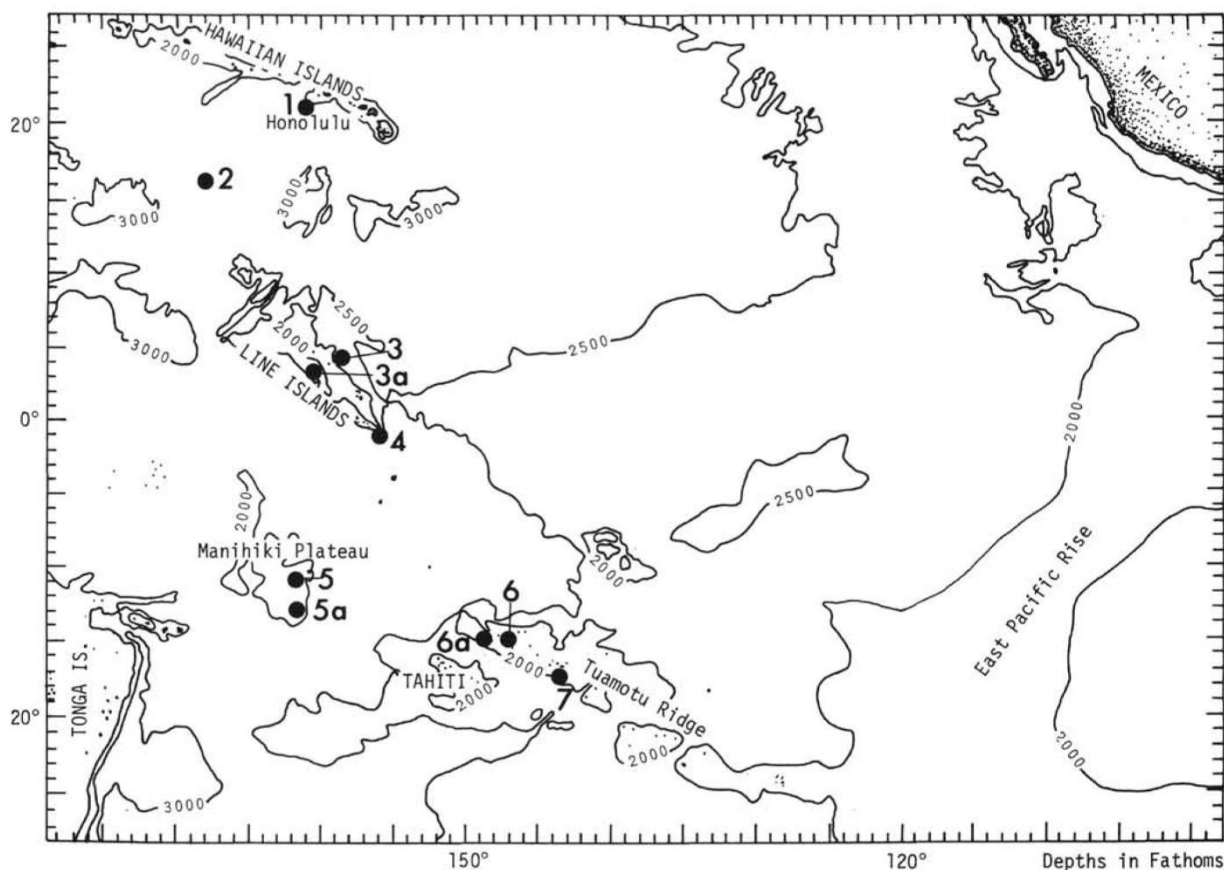 HAWAIIAN ISLANDS
2000
MEXICO
1
Honolulu
20°
2
3000
3000
3000
3000
2500
2000
3
3a
LINE ISLANDS
2500
0°
4
2000
2500
2000
Manihiki Plateau
5
5a
2000
6
6a
2000
TAHITI
2000
Tuamotu Ridge
7
East Pacific Rise
TONGA IS.
20°
2000
2000
3000
150°
120°
Depths in Fathoms